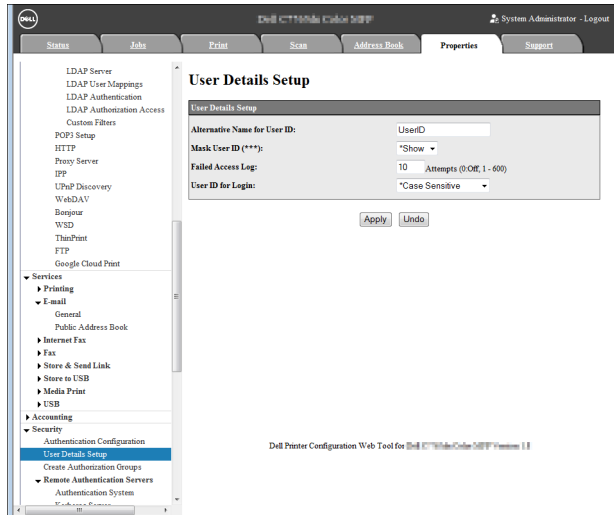 DELL
System Administrator - Logout
Status
Jobs
Print
Scan
Address Book
Properties
Support
LDAP Server
LDAP User Mappings
LDAP Authentication
LDAP Authorization Access
Custom Filters
POP3 Setup
HTTP
Proxy Server
IPP
UPnP Discovery
WebDAV
Bonjour
WSD
ThinPrint
FTP
Google Cloud Print
Services
Printing
E-mail
General
Public Address Book
Internet Fax
Fax
Store & Send Link
Store to USB
Media Print
USB
Accounting
Security
Authentication Configuration
User Details Setup
Create Authorization Groups
Remote Authentication Servers
Authentication System
Kerberos Server
User Details Setup
User Details Setup
Alternative Name for User ID: UserID
Mask User ID (***): *Show
Failed Access Log: 10 Attempts (0:Off, 1 - 600)
User ID for Login: *Case Sensitive
Apply Undo
Dell Printer Configuration Web Tool for